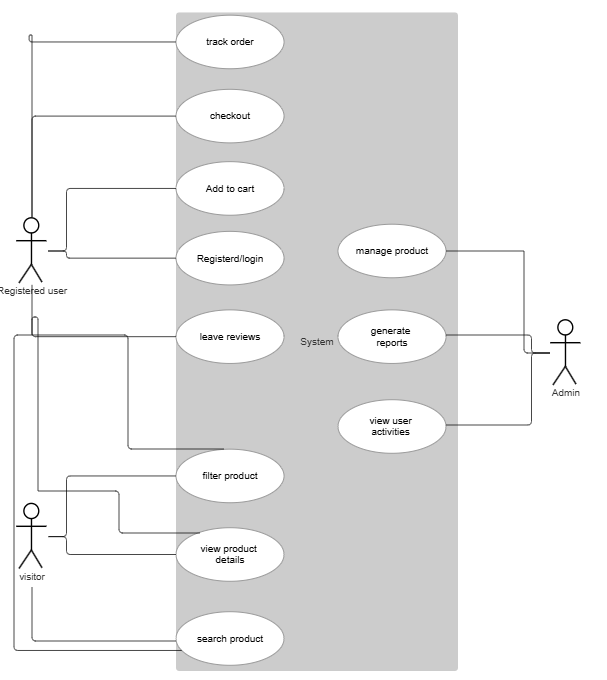 track order
checkout
Add to cart
Registerd/login
manage product
Registered user
leave reviews
System
generate
reports
Admin
view user
activities
filter product
view product
details
visitor
search product